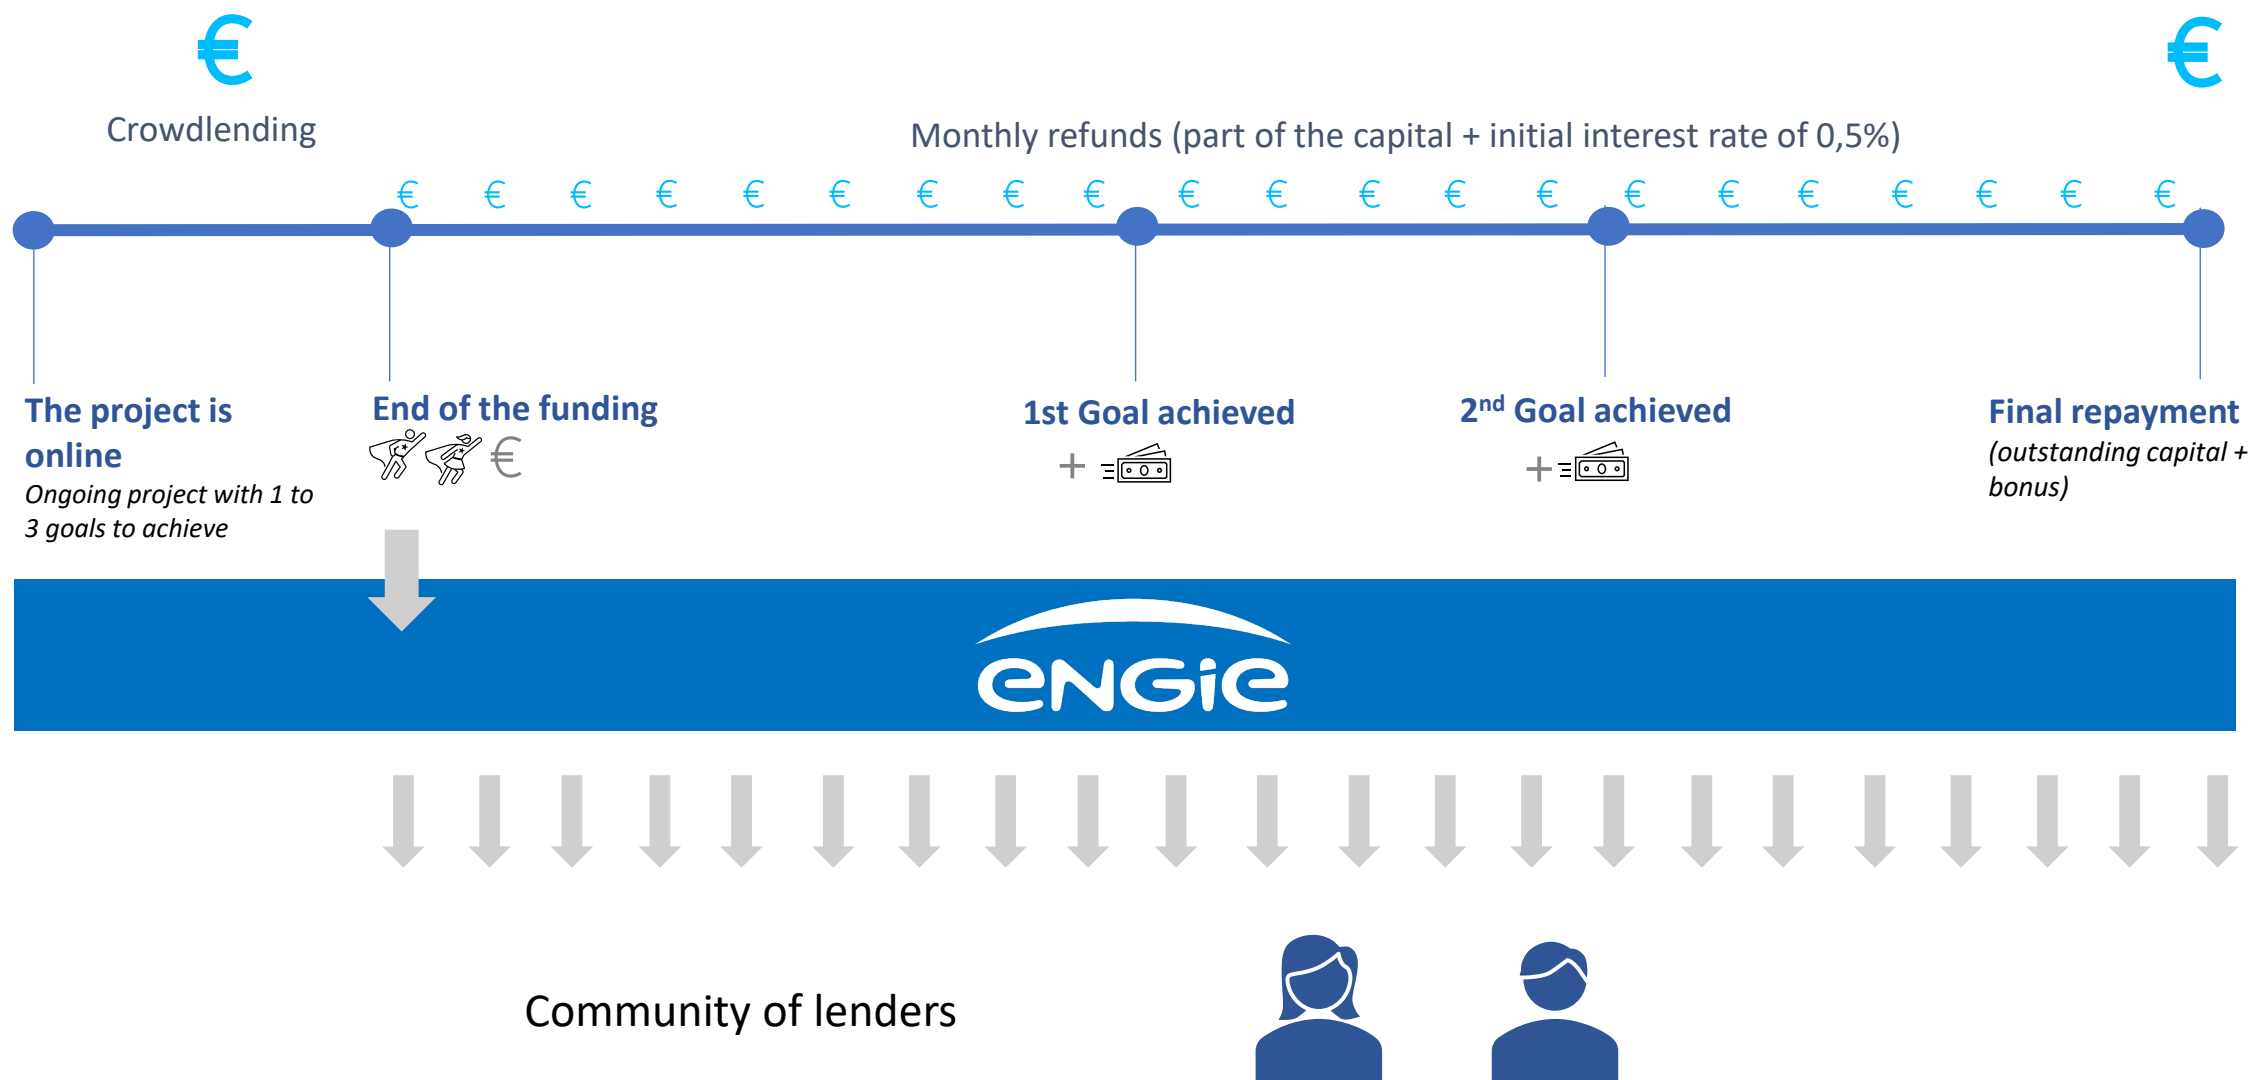 €
€
Crowdlending
Monthly refunds (part of the capital + initial interest rate of 0,5%)
€ € € € € € € € € € € € € € € € € € € € €
The project is
online
Ongoing project with 1 to
3 goals to achieve
End of the funding
€
1st Goal achieved
+
2nd Goal achieved
+
Final repayment
(outstanding capital +
bonus)
eNGie
Community of lenders